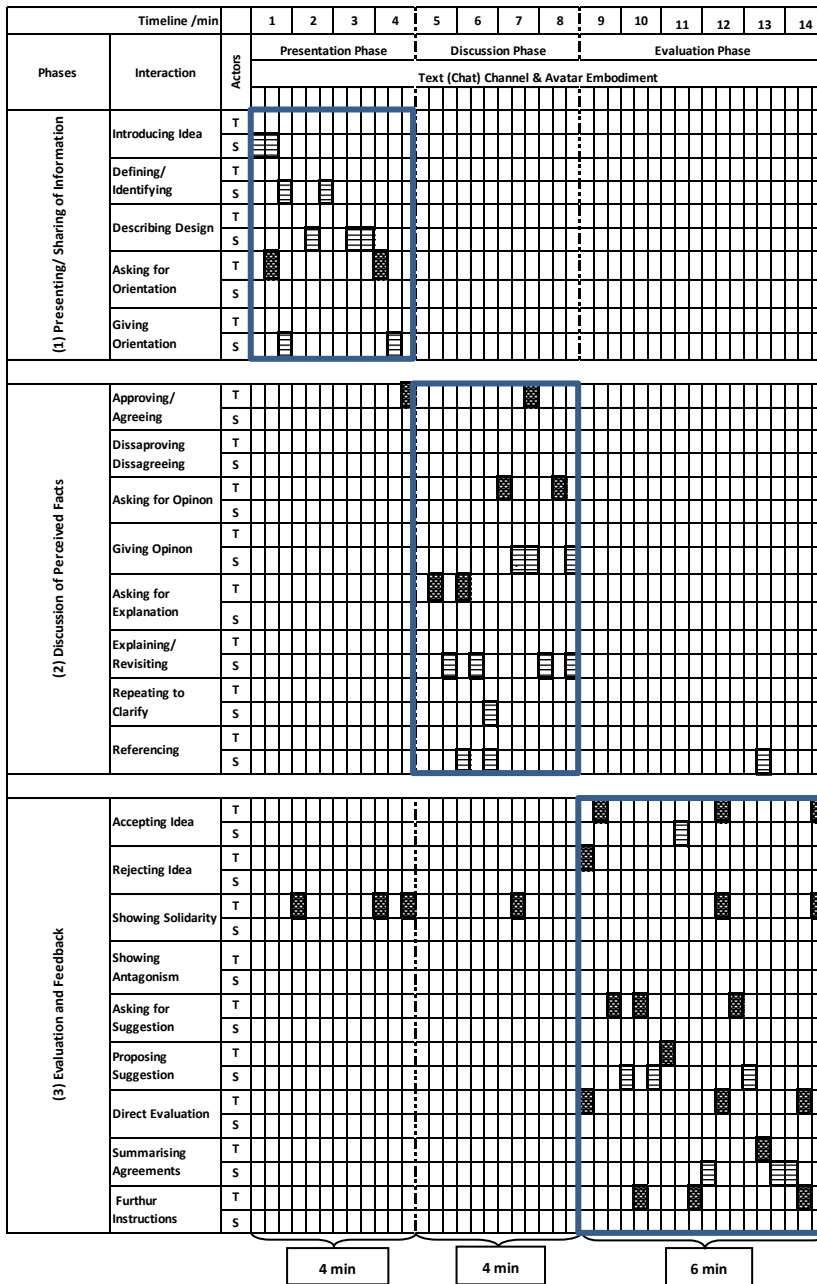 Timeline /min 1 2 3 4 5 6 7 8 9 10 11 12 13 14
Phases Interaction Actors Presentation Phase Discussion Phase Evaluation Phase
Text (Chat) Channel & Avatar Embodiment
(1) Presenting/ Sharing of Information
Introducing Idea T
S
Defining/ T
Identifying S
Describing Design T
S
Asking for T
Orientation S
Giving T
Orientation S
(2) Discussion of Perceived Facts
Approving/ T
Agreeing S
Dissaproving T
Dissagreeing S
Asking for Opinon T
S
Giving Opinon T
S
Asking for T
Explanation S
Explaining/ T
Revisiting S
Repeating to T
Clarify S
Referencing T
S
(3) Evaluation and Feedback
Accepting Idea T
S
Rejecting Idea T
S
Showing Solidarity T
S
Showing T
Antagonism S
Asking for T
Suggestion S
Proposing T
Suggestion S
Direct Evaluation T
S
Summarising T
Agreements S
Furthur T
Instructions S
4 min 4 min 6 min